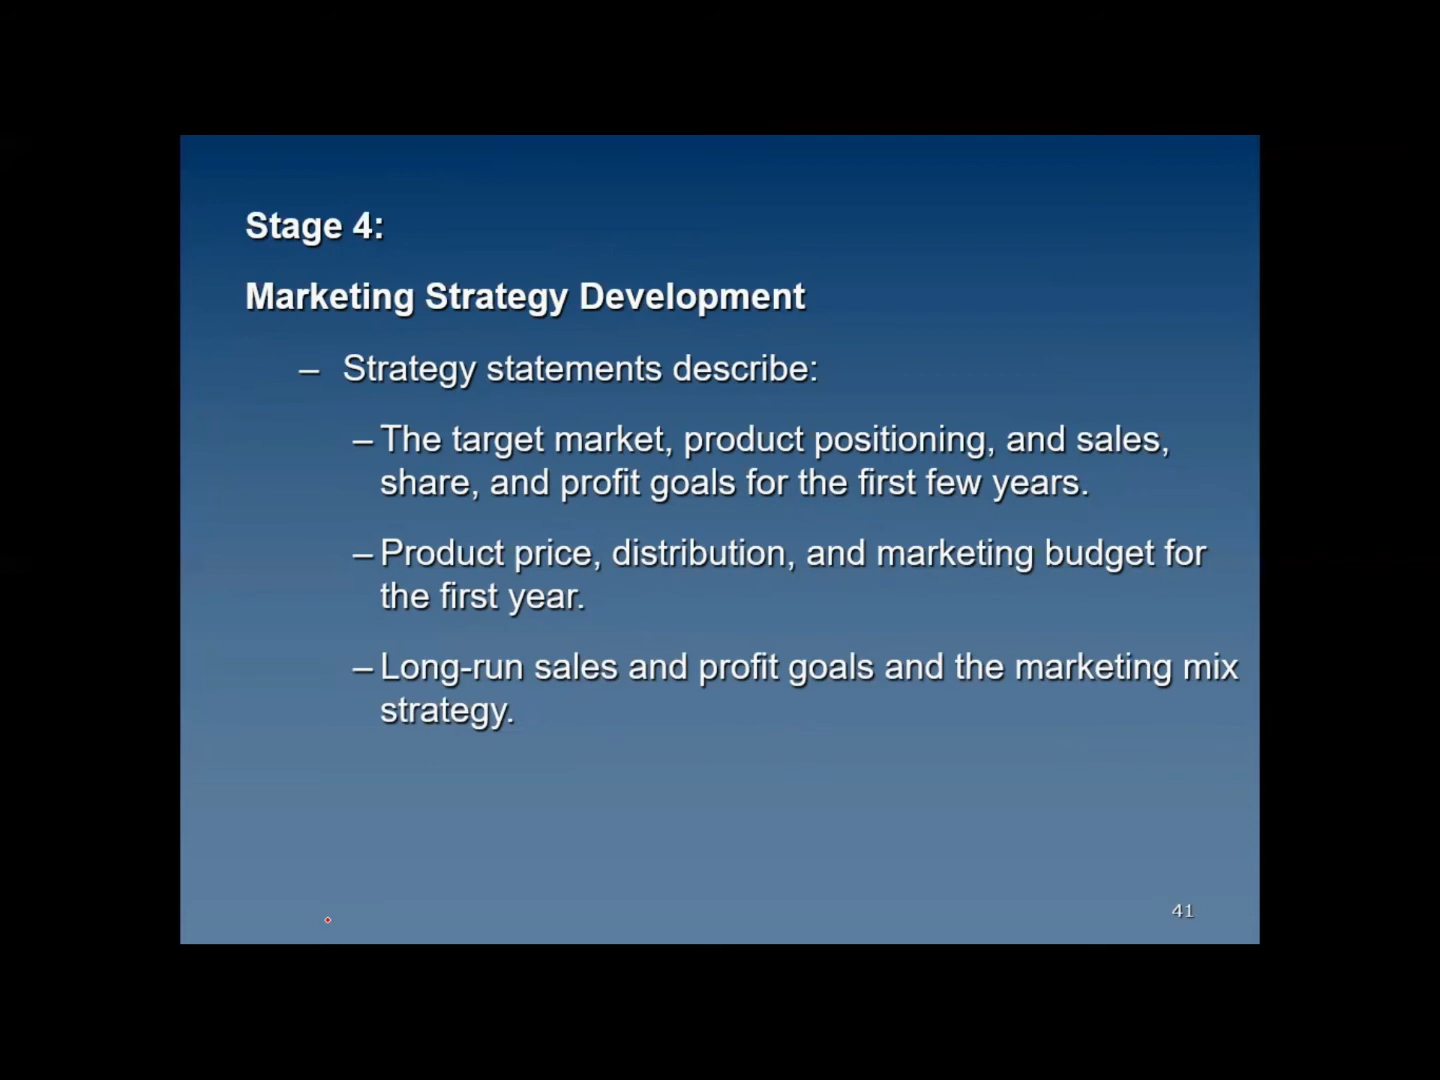 Stage 4:
Marketing Strategy Development
– Strategy statements describe:
– The target market, product positioning, and sales,
share, and profit goals for the first few years.
– Product price, distribution, and marketing budget for
the first year.
– Long-run sales and profit goals and the marketing mix
strategy.
41